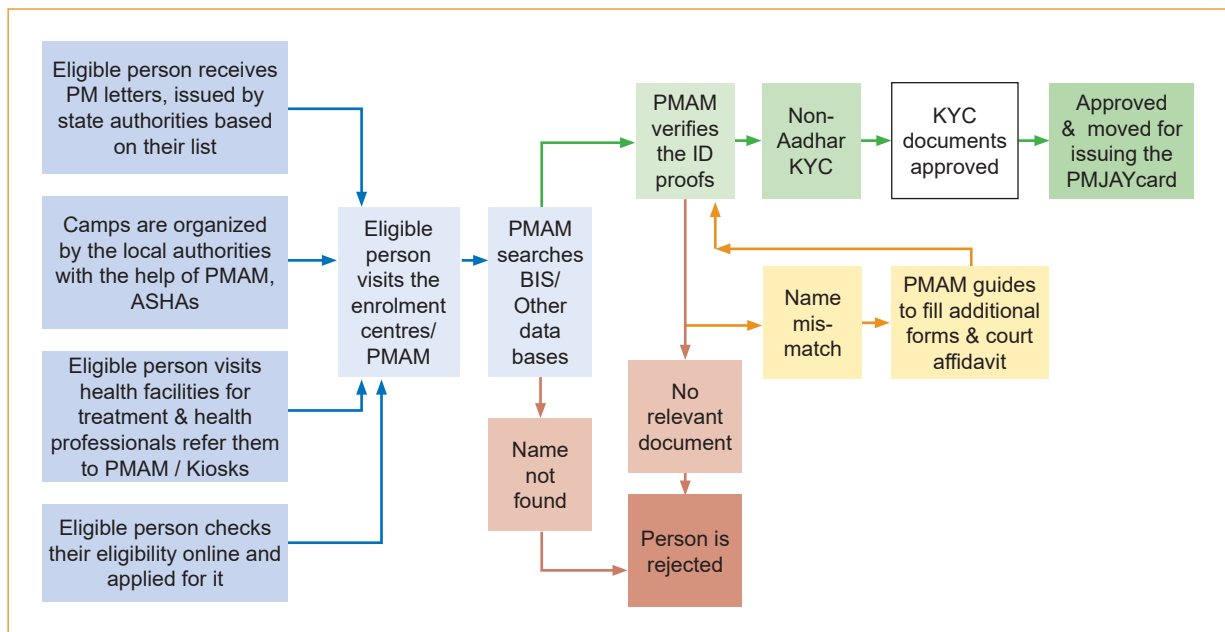 Eligible person receives
PM letters, issued by
state authorities based
on their list
Camps are organized
by the local authorities
with the help of PMAM,
ASHAs
Eligible person visits
health facilities for
treatment & health
professionals refer them
to PMAM / Kiosks
Eligible person checks
their eligibility online and
applied for it
Eligible
person
visits the
enrolment
centres/
PMAM
PMAM
searches
BIS/
Other
data
bases
Name
not
found
PMAM
verifies
the ID
proofs
Non-
Aadhar
KYC
KYC
documents
approved
Approved
& moved for
issuing the
PMJAYcard
Name
mis-
match
PMAM guides
to fill additional
forms & court
affidavit
No
relevant
document
Person is
rejected